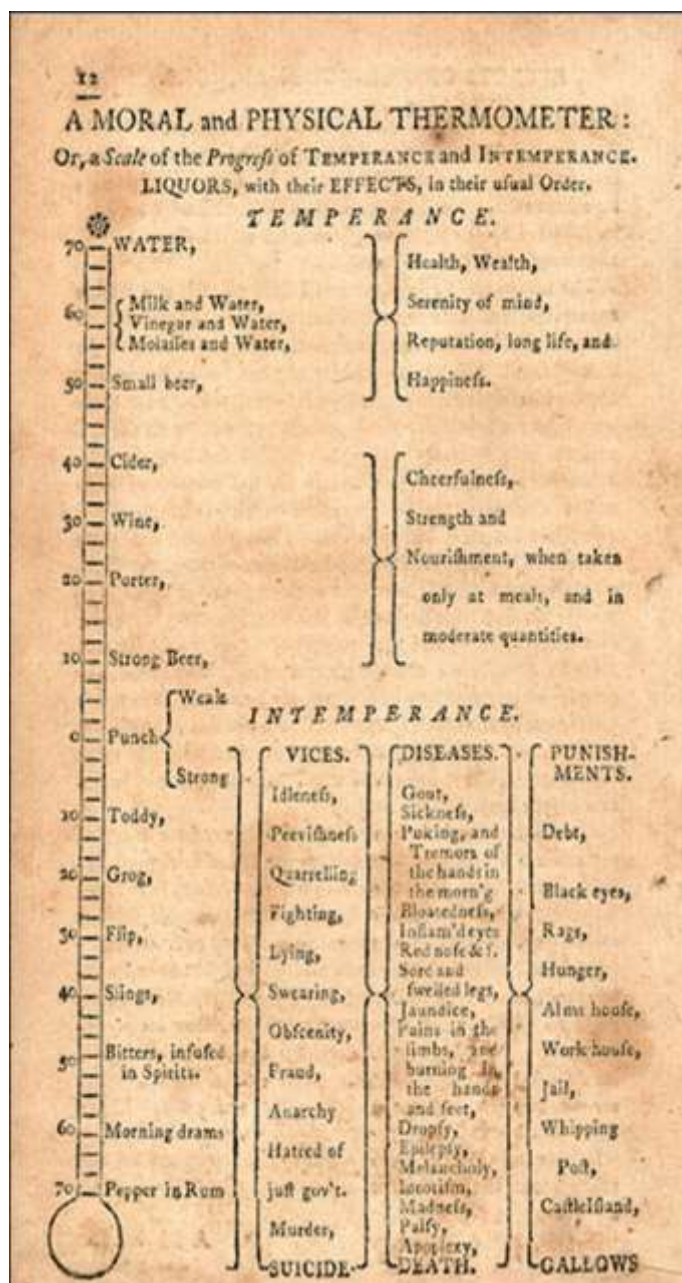 12
A MORAL and PHYSICAL THERMOMETER:
Or, a Scale of the Progreſs of TEMPERANCE and INTEMPERANCE.
LIQUORS, with their EFFECTS, in their uſual Order.
TEMPERANCE.
70 WATER,
60 Milk and Water,
Vinegar and Water,
Molaſſes and Water,
50 Small beer,
Health, Wealth,
Serenity of mind,
Reputation, long life, and
Happineſs.
40 Cider,
30 Wine,
20 Porter,
10 Strong Beer,
Cheerfulneſs,
Strength and
Nouriſhment, when taken
only at meals, and in
moderate quantities.
0 Punch
Weak
Strong
INTEMPERANCE.
10 Toddy,
20 Grog,
30 Flip,
40 Slings,
50 Bitters, infuſed
in Spirits.
60 Morning drams
70 Pepper in Rum
VICES.
Idleneſs,
Peeviſhneſs
Quarrelling
Fighting,
Lying,
Swearing,
Obſcenity,
Fraud,
Anarchy
Hatred of
juſt gov't.
Murder,
SUICIDE
DISEASES.
Gout,
Sickneſs,
Puking, and
Tremors of
the hands in
the morn'g
Bloatedneſs,
Inflam'd eyes
Red noſe & f.
Sore and
ſwelled legs,
Jaundice,
Pains in the
limbs, and
burning in
the hands
and feet,
Dropſy,
Epilepſy,
Melancholy,
Madneſs,
Palſy,
Apoplexy,
DEATH.
PUNISH-
MENTS.
Debt,
Black eyes,
Rags,
Hunger,
Alms houſe,
Work houſe,
Jail,
Whipping
Poſt,
CaſtleIſland,
GALLOWS